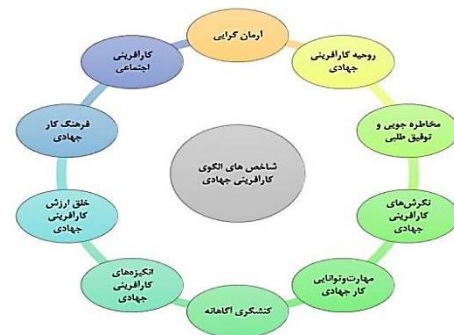 آرمان گرایی
روحیه کارآفرینی
جهادی
مخاطره جویی و
توفیق طلبی
نگرش‌های
کارآفرینی
جهادی
مهارت‌وتوانایی
کار جهادی
کنشگری آگاهانه
انگیزه‌های
کارآفرینی
جهادی
خلق ارزش
کارآفرینی
جهادی
فرهنگ کار
جهادی
کارآفرینی
اجتماعی
شاخص های الگوی
کارآفرینی جهادی